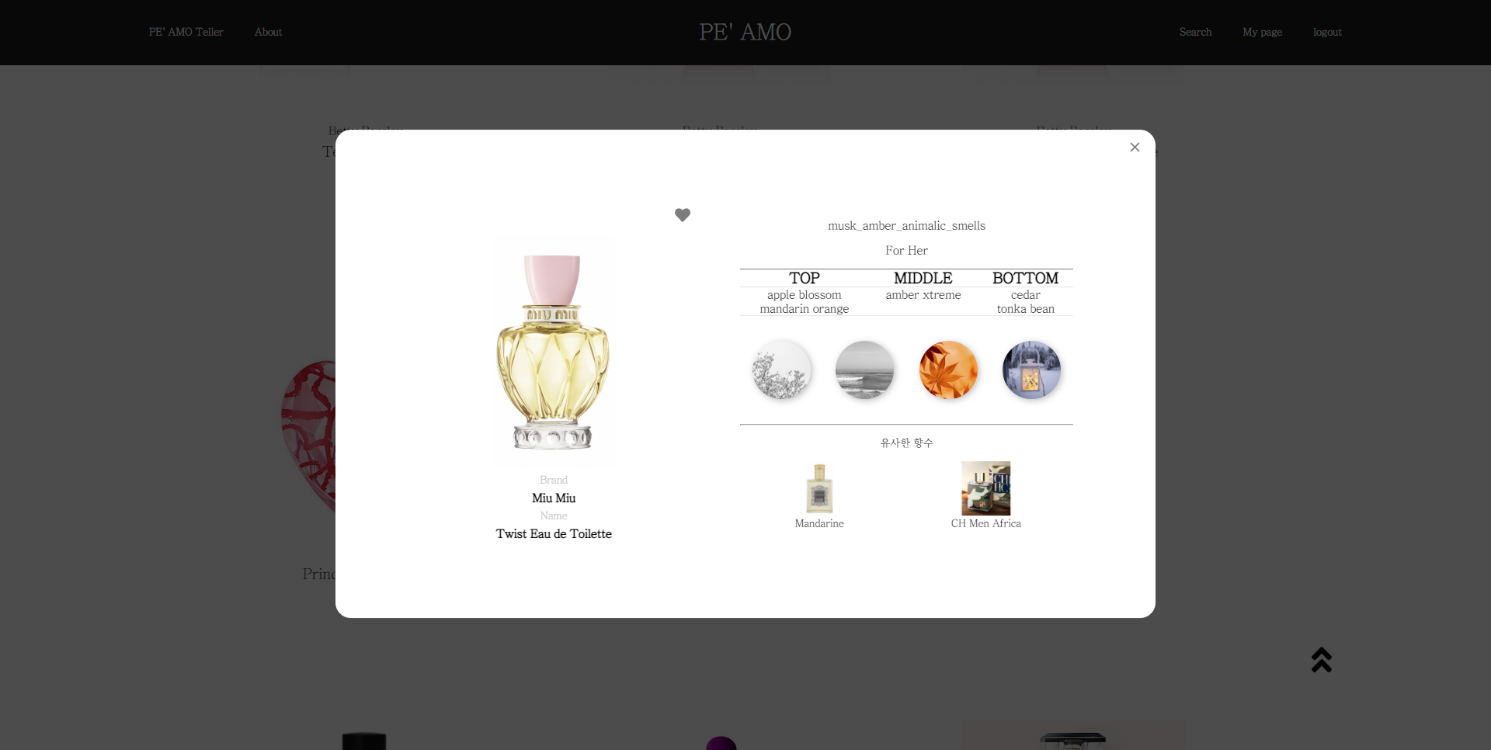 PE' AMO Teller
About
PE' AMO
Search
My page
logout
musk_amber_animalic_smells
For Her
TOP
MIDDLE
BOTTOM
apple blossom
amber xtreme
cedar
mandarin orange
tonka bean
MIU MIU
Brand
Miu Miu
Name
Twist Eau de Toilette
유사한 향수
Mandarine
CH Men Africa